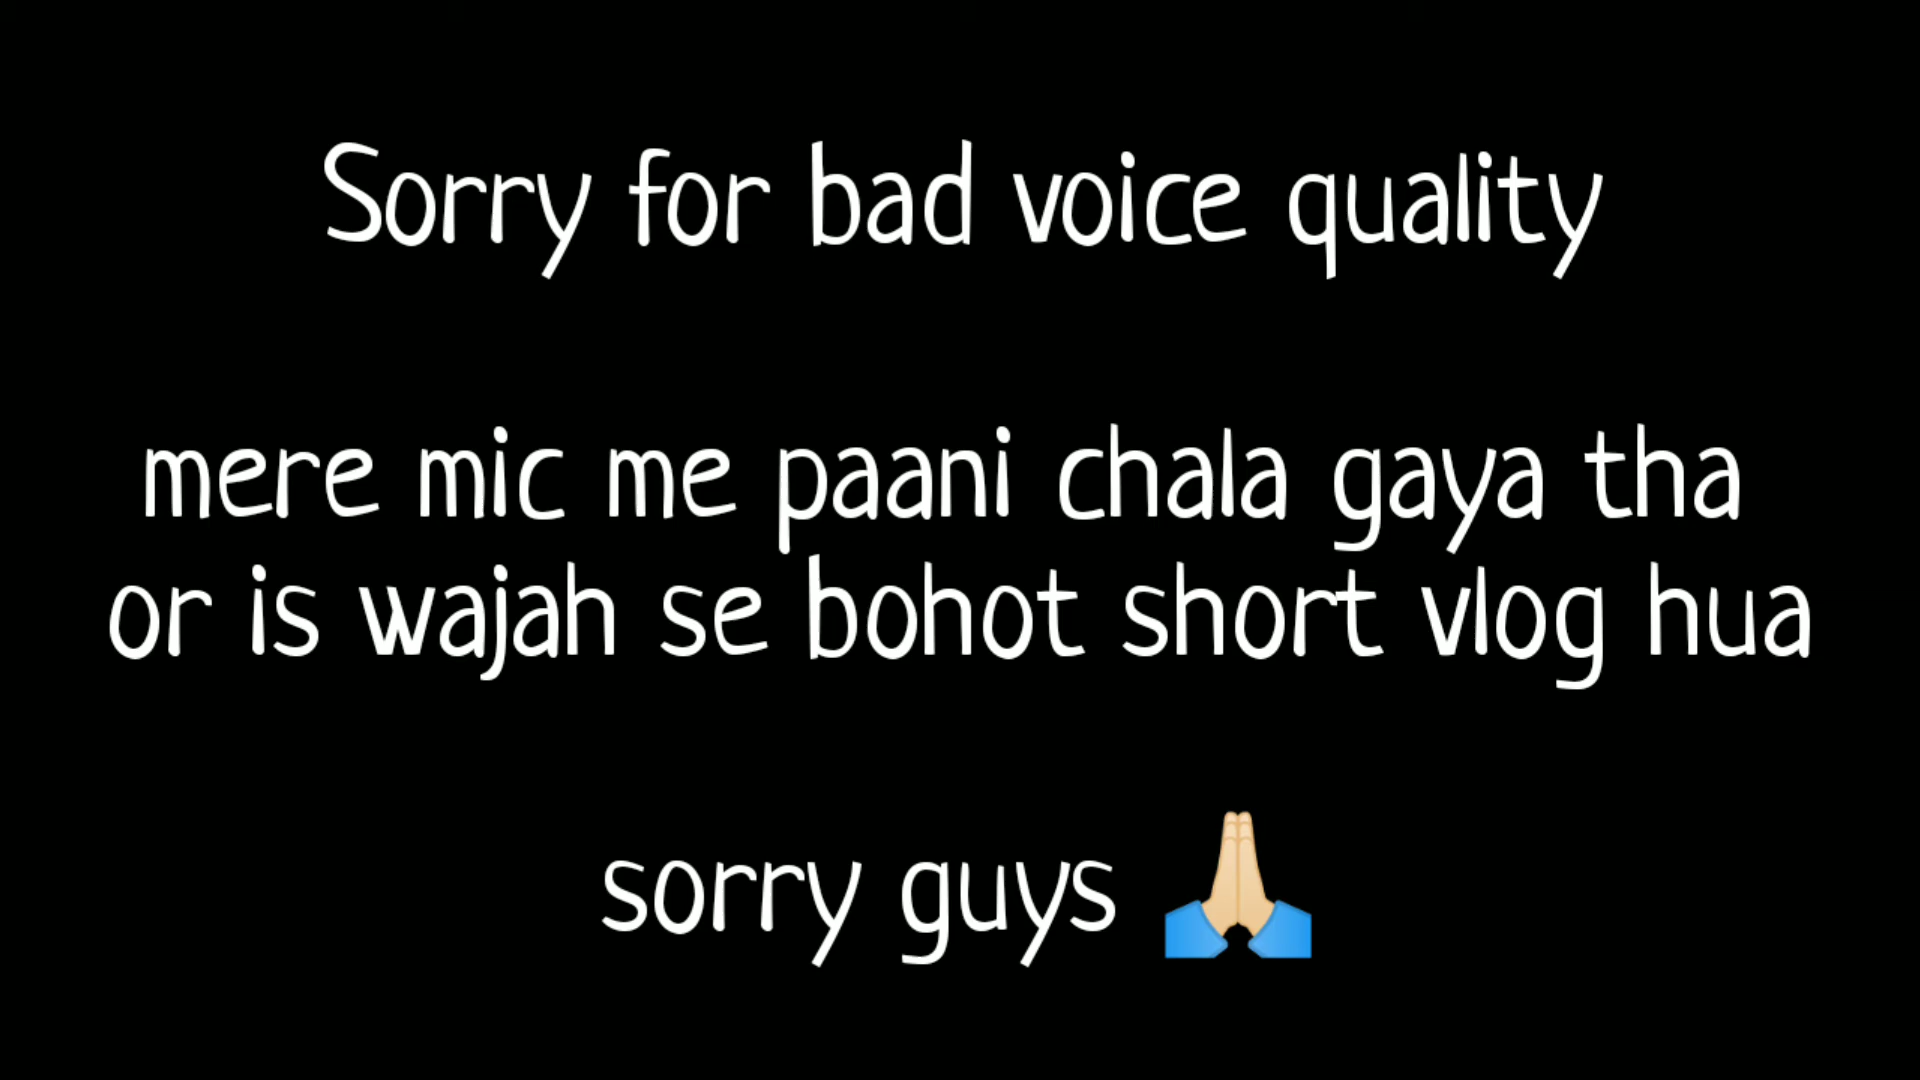 Sorry for bad voice quality
mere mic me paani chala gaya tha
or is wajah se bohot short vlog hua
sorry guys 🙏🏻